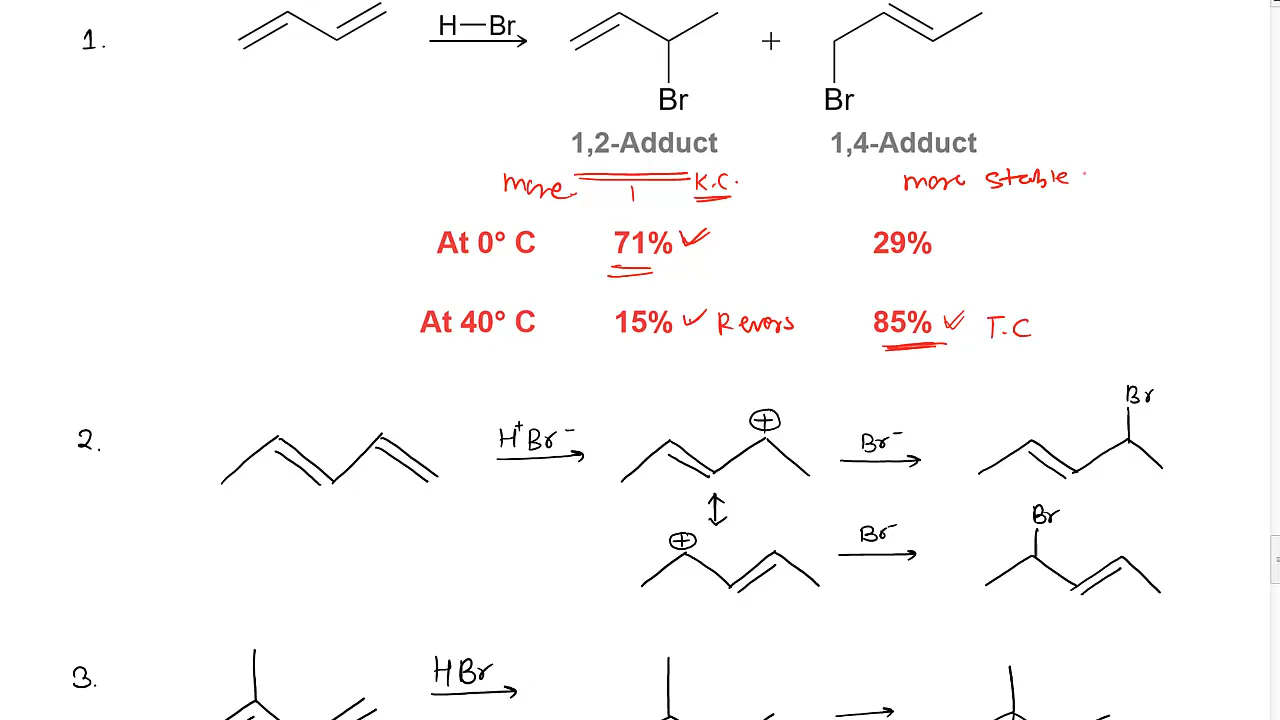 1.
H—Br
+
Br
Br
1,2-Adduct
1,4-Adduct
more
1
K.C.
more stable
At 0° C 71% 29%
At 40° C 15% Revers 85% T.C
2.
H+ Br−
+
Br−
Br
+
Br−
Br
3.
HBr